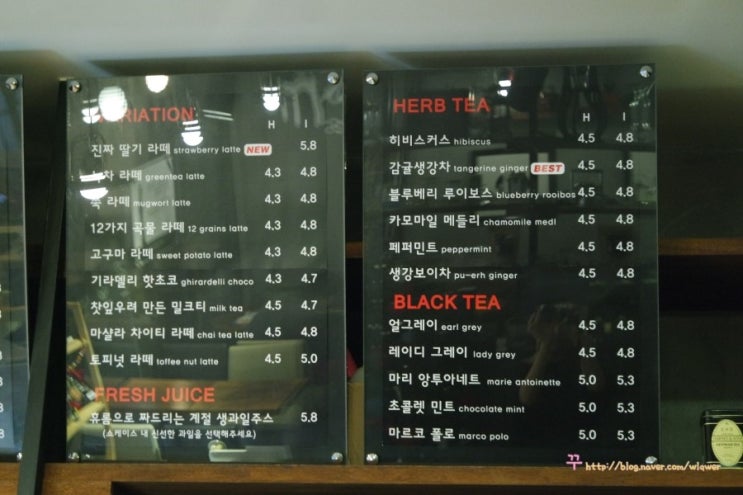 VARIATION
H I
진짜 딸기 라떼 strawberry latte NEW 5.8
녹차 라떼 greentea latte 4.3 4.8
쑥 라떼 mugwort latte 4.3 4.8
12가지 곡물 라떼 12 grains latte 4.3 4.8
고구마 라떼 sweet potato latte 4.3 4.8
기라델리 핫초코 ghirardelli choco 4.3 4.7
찻잎우려 만든 밀크티 milk tea 4.5 4.7
마샬라 차이티 라떼 chai tea latte 4.5 4.8
토피넛 라떼 toffee nut latte 4.5 5.0
FRESH JUICE
휴롬으로 짜드리는 계절 생과일주스 5.8
(쇼케이스 내 신선한 과일을 선택해주세요)
HERB TEA
H I
히비스커스 hibiscus 4.5 4.8
감귤생강차 tangerine ginger BEST 4.5 4.8
블루베리 루이보스 blueberry rooibos 4.5 4.8
카모마일 메들리 chamomile medl 4.5 4.8
페퍼민트 peppermint 4.5 4.8
생강보이차 pu-erh ginger 4.5 4.8
BLACK TEA
얼그레이 earl grey 4.5 4.8
레이디 그레이 lady grey 4.5 4.8
마리 앙투아네트 marie antoinette 5.0 5.3
초콜렛 민트 chocolate mint 5.0 5.3
마르코 폴로 marco polo 5.0 5.3
꾸 http://blog.naver.com/wlqwer